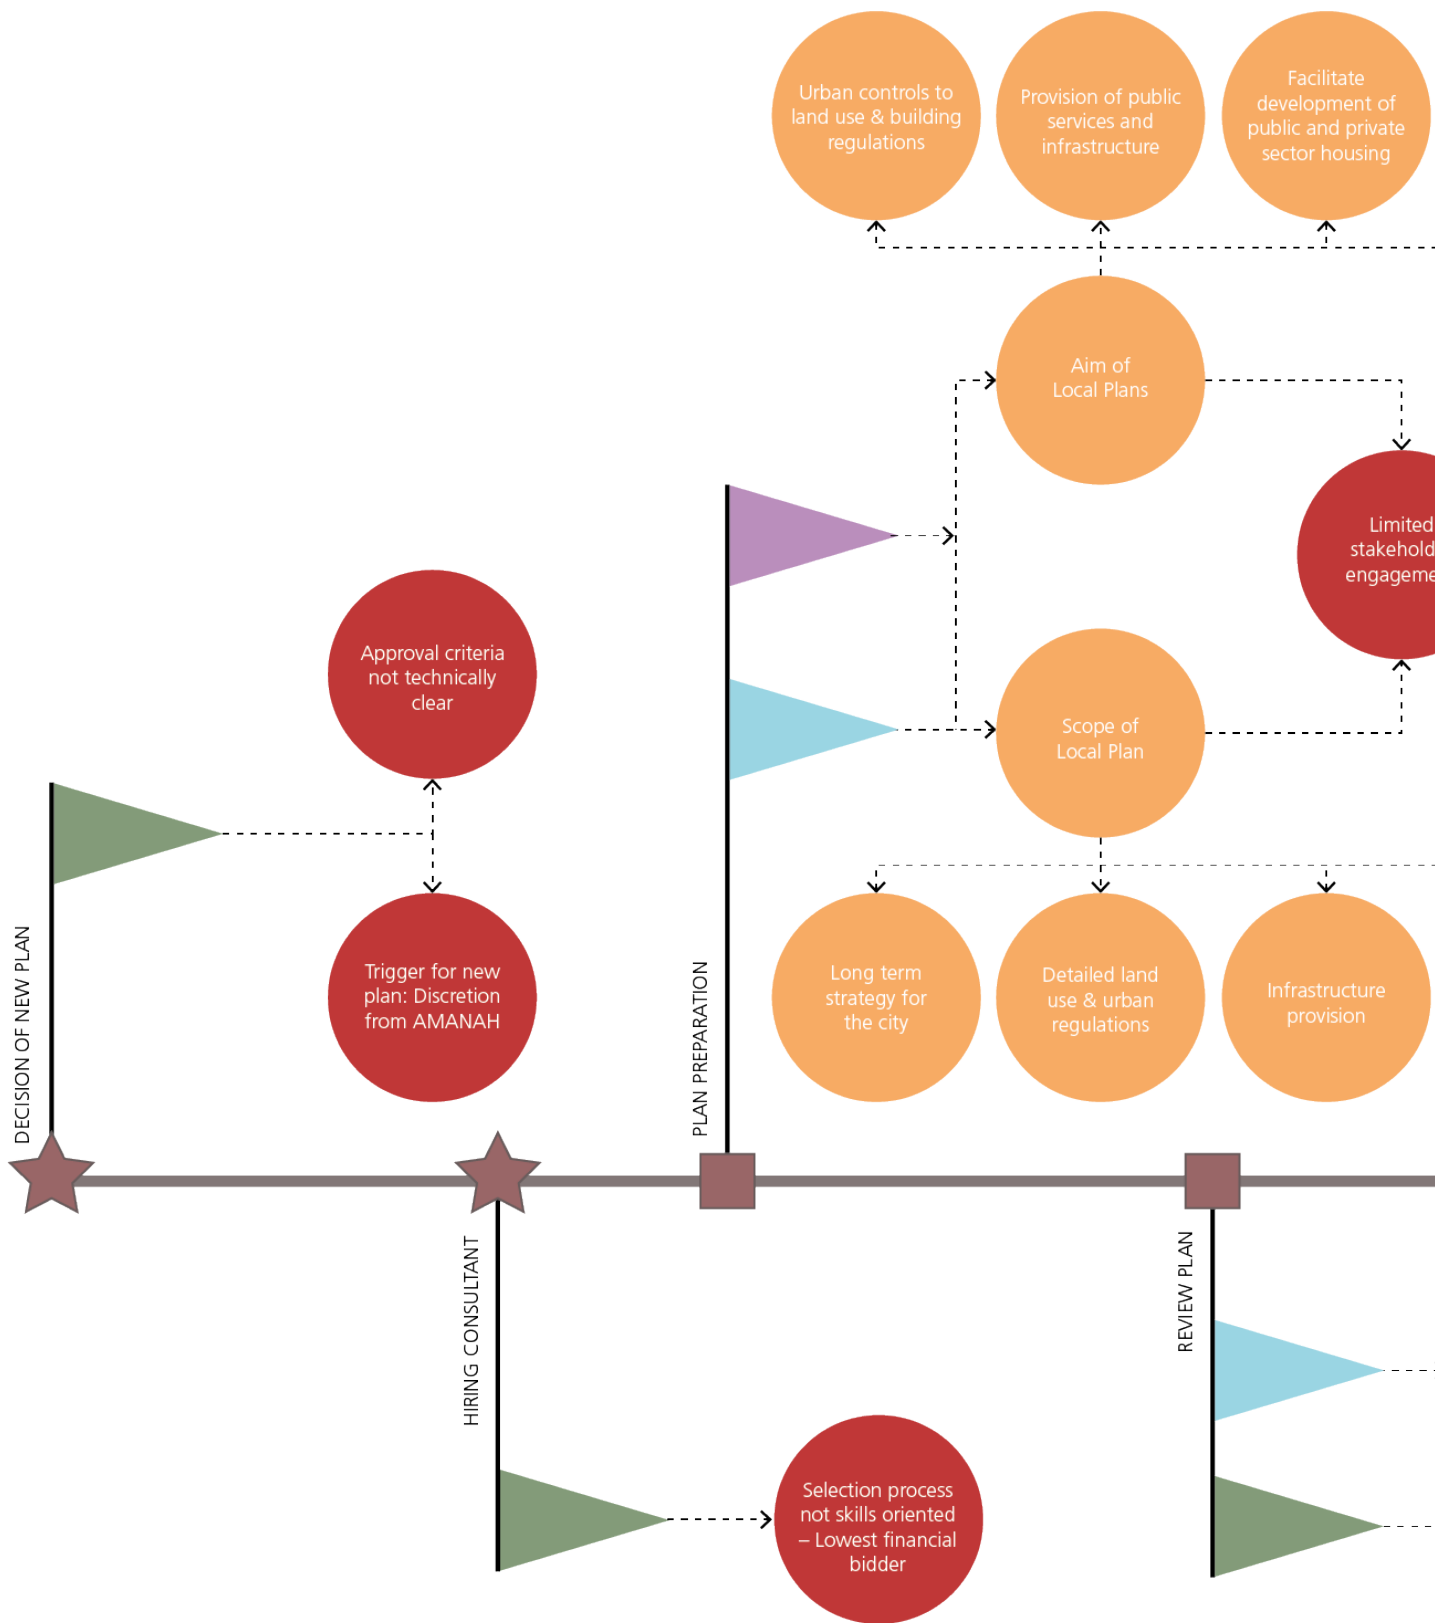 Urban controls to
land use & building
regulations
Provision of public
services and
infrastructure
Facilitate
development of
public and private
sector housing
Aim of
Local Plans
Limited
stakehold
engageme
Approval criteria
not technically
clear
Scope of
Local Plan
Trigger for new
plan: Discretion
from AMANAH
Long term
strategy for
the city
Detailed land
use & urban
regulations
Infrastructure
provision
DECISION OF NEW PLAN
PLAN PREPARATION
HIRING CONSULTANT
REVIEW PLAN
Selection process
not skills oriented
– Lowest financial
bidder